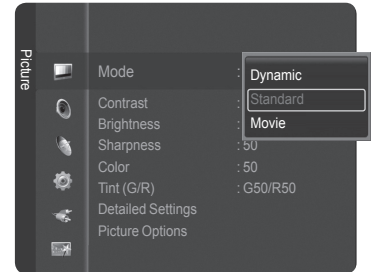 Picture
Mode : Dynamic
Standard
Movie
Contrast :
Brightness :
Sharpness : 50
Color : 50
Tint (G/R) : G50/R50
Detailed Settings
Picture Options